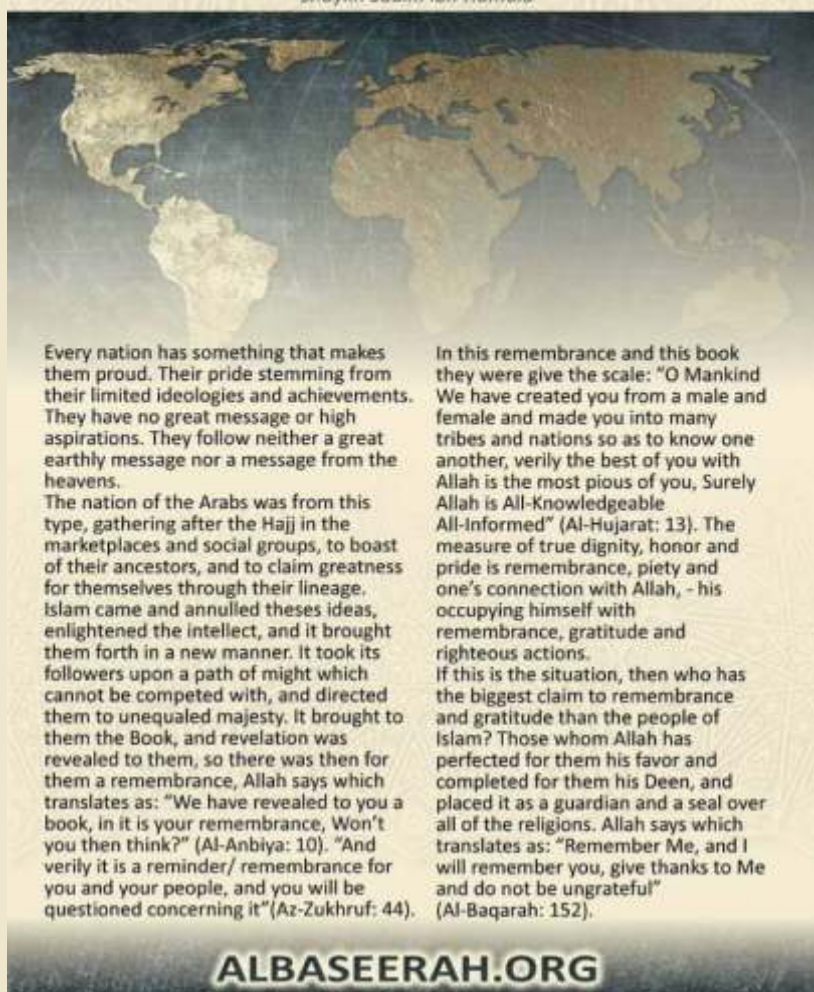 Every nation has something that makes
them proud. Their pride stemming from
their limited ideologies and achievements.
They have no great message or high
aspirations. They follow neither a great
earthly message nor a message from the
heavens.
The nation of the Arabs was from this
type, gathering after the Hajj in the
marketplaces and social groups, to boast
of their ancestors, and to claim greatness
for themselves through their lineage.
Islam came and annulled theses ideas,
enlightened the intellect, and it brought
them forth in a new manner. It took its
followers upon a path of might which
cannot be competed with, and directed
them to unequaled majesty. It brought to
them the Book, and revelation was
revealed to them, so there was then for
them a remembrance, Allah says which
translates as: “We have revealed to you a
book, in it is your remembrance, Won’t
you then think?” (Al-Anbiya: 10). “And
verily it is a reminder/ remembrance for
you and your people, and you will be
questioned concerning it”(Az-Zukhruf: 44).
In this remembrance and this book
they were give the scale: “O Mankind
We have created you from a male and
female and made you into many
tribes and nations so as to know one
another, verily the best of you with
Allah is the most pious of you, Surely
Allah is All-Knowledgeable
All-Informed” (Al-Hujarat: 13). The
measure of true dignity, honor and
pride is remembrance, piety and
one’s connection with Allah, - his
occupying himself with
remembrance, gratitude and
righteous actions.
If this is the situation, then who has
the biggest claim to remembrance
and gratitude than the people of
Islam? Those whom Allah has
perfected for them his favor and
completed for them his Deen, and
placed it as a guardian and a seal over
all of the religions. Allah says which
translates as: “Remember Me, and I
will remember you, give thanks to Me
and do not be ungrateful”
(Al-Baqarah: 152).
ALBASEERAH.ORG